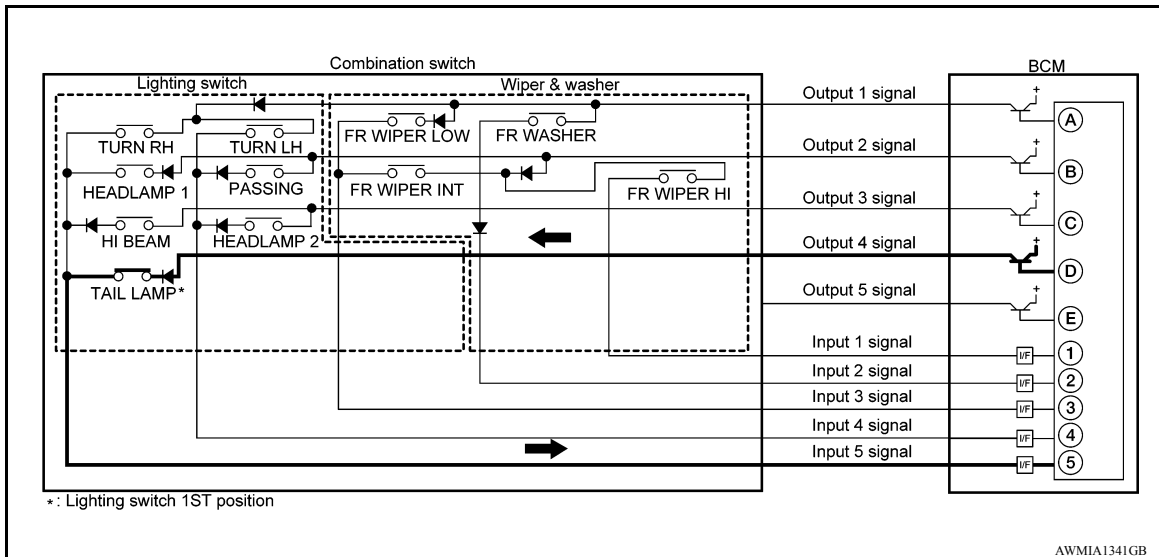 Combination switch
BCM
Lighting switch
Wiper & washer
Output 1 signal
A
TURN RH
TURN LH
FR WIPER LOW
FR WASHER
Output 2 signal
B
HEADLAMP 1
PASSING
FR WIPER INT
FR WIPER HI
Output 3 signal
C
HI BEAM
HEADLAMP 2
Output 4 signal
D
TAIL LAMP*
Output 5 signal
E
Input 1 signal
I/F
1
Input 2 signal
I/F
2
Input 3 signal
I/F
3
Input 4 signal
I/F
4
Input 5 signal
I/F
5
*: Lighting switch 1ST position
AWMIA1341GB